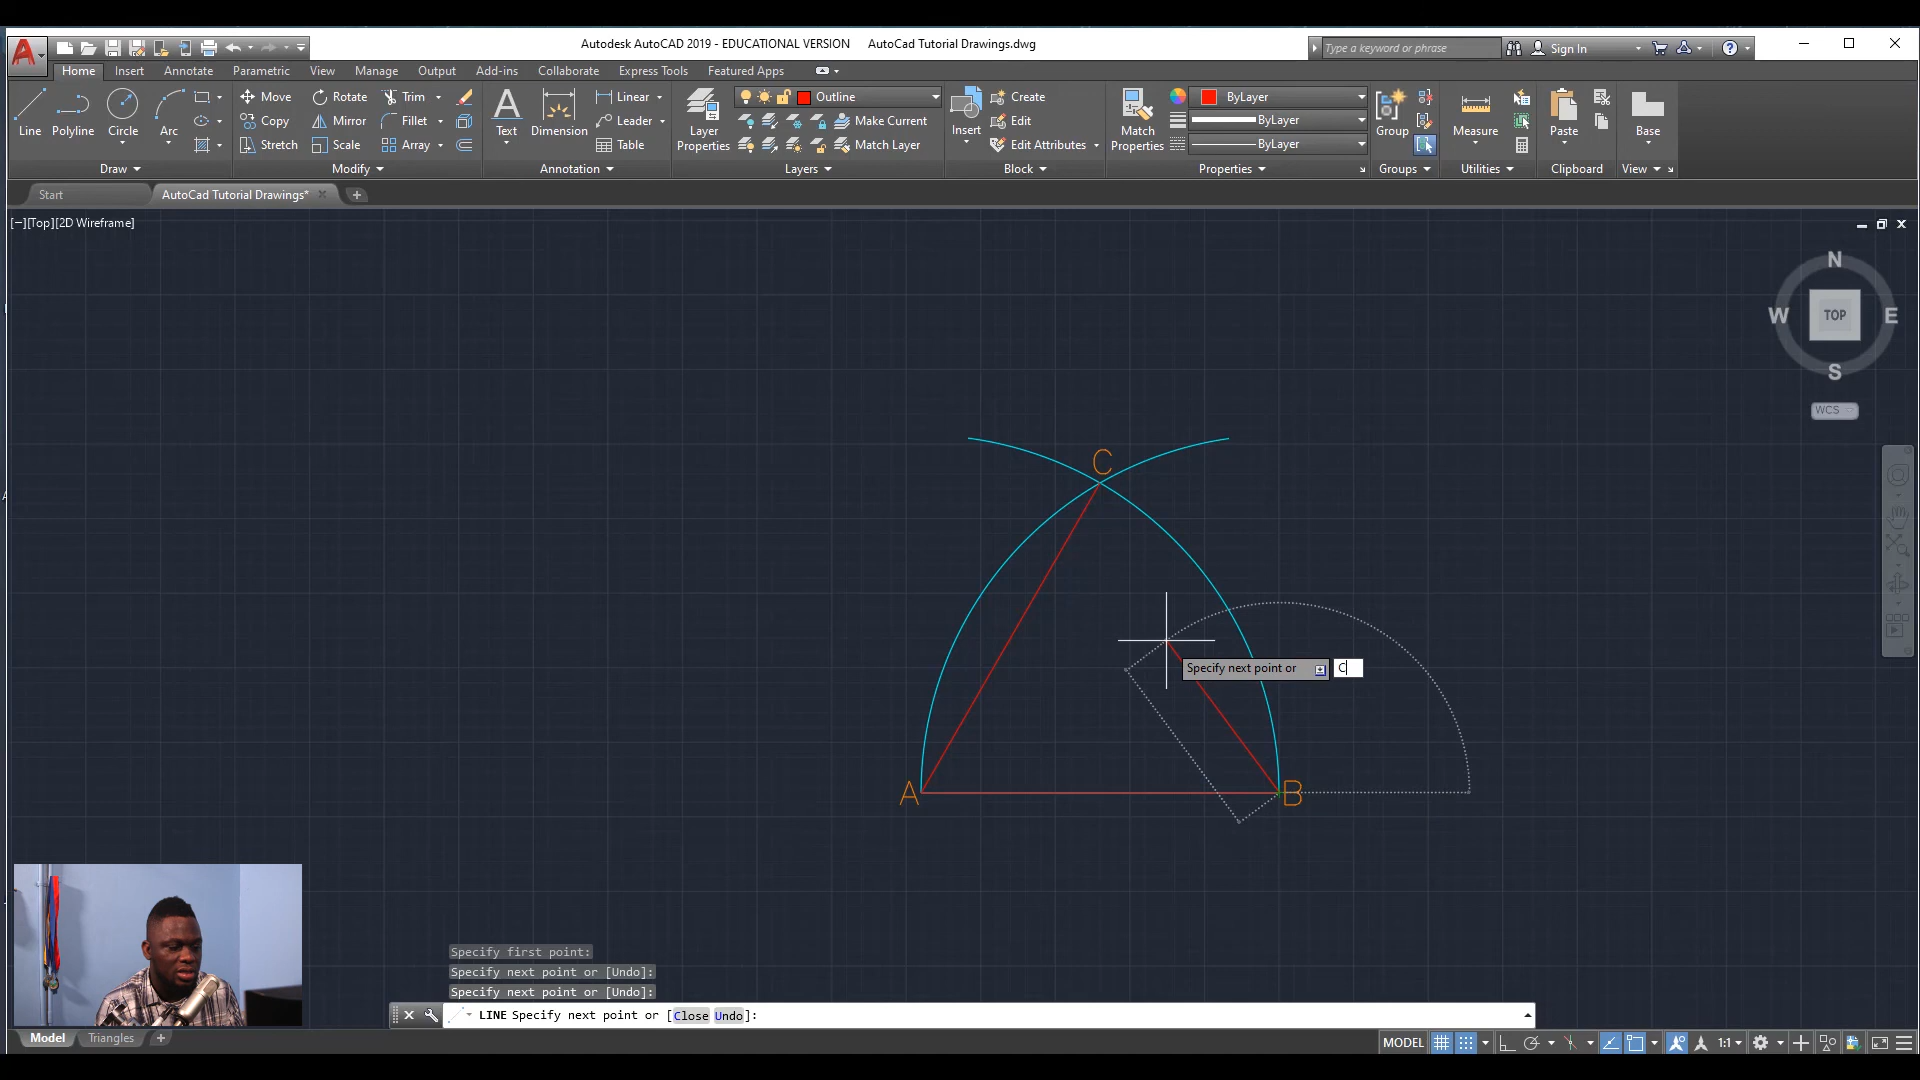 Autodesk AutoCAD 2019 - EDUCATIONAL VERSION AutoCad Tutorial Drawings.dwg
Type a keyword or phrase
Sign In
Home Insert Annotate Parametric View Manage Output Add-ins Collaborate Express Tools Featured Apps
Line Polyline Circle Arc
Move Rotate Trim
Copy Mirror Fillet
Stretch Scale Array
Text Dimension
Linear
Leader
Table
Layer Properties
Outline
Make Current
Match Layer
Insert
Create
Edit
Edit Attributes
Match Properties
ByLayer
ByLayer
ByLayer
Group
Measure
Paste
Base
Draw Modify Annotation Layers Block Properties Groups Utilities Clipboard View
Start AutoCad Tutorial Drawings*
[−][Top][2D Wireframe]
N
W TOP E
S
WCS
C
Specify next point or C
A B
Specify first point:
Specify next point or [Undo]:
Specify next point or [Undo]:
LINE Specify next point or [Close Undo]:
Model Triangles
MODEL 1:1